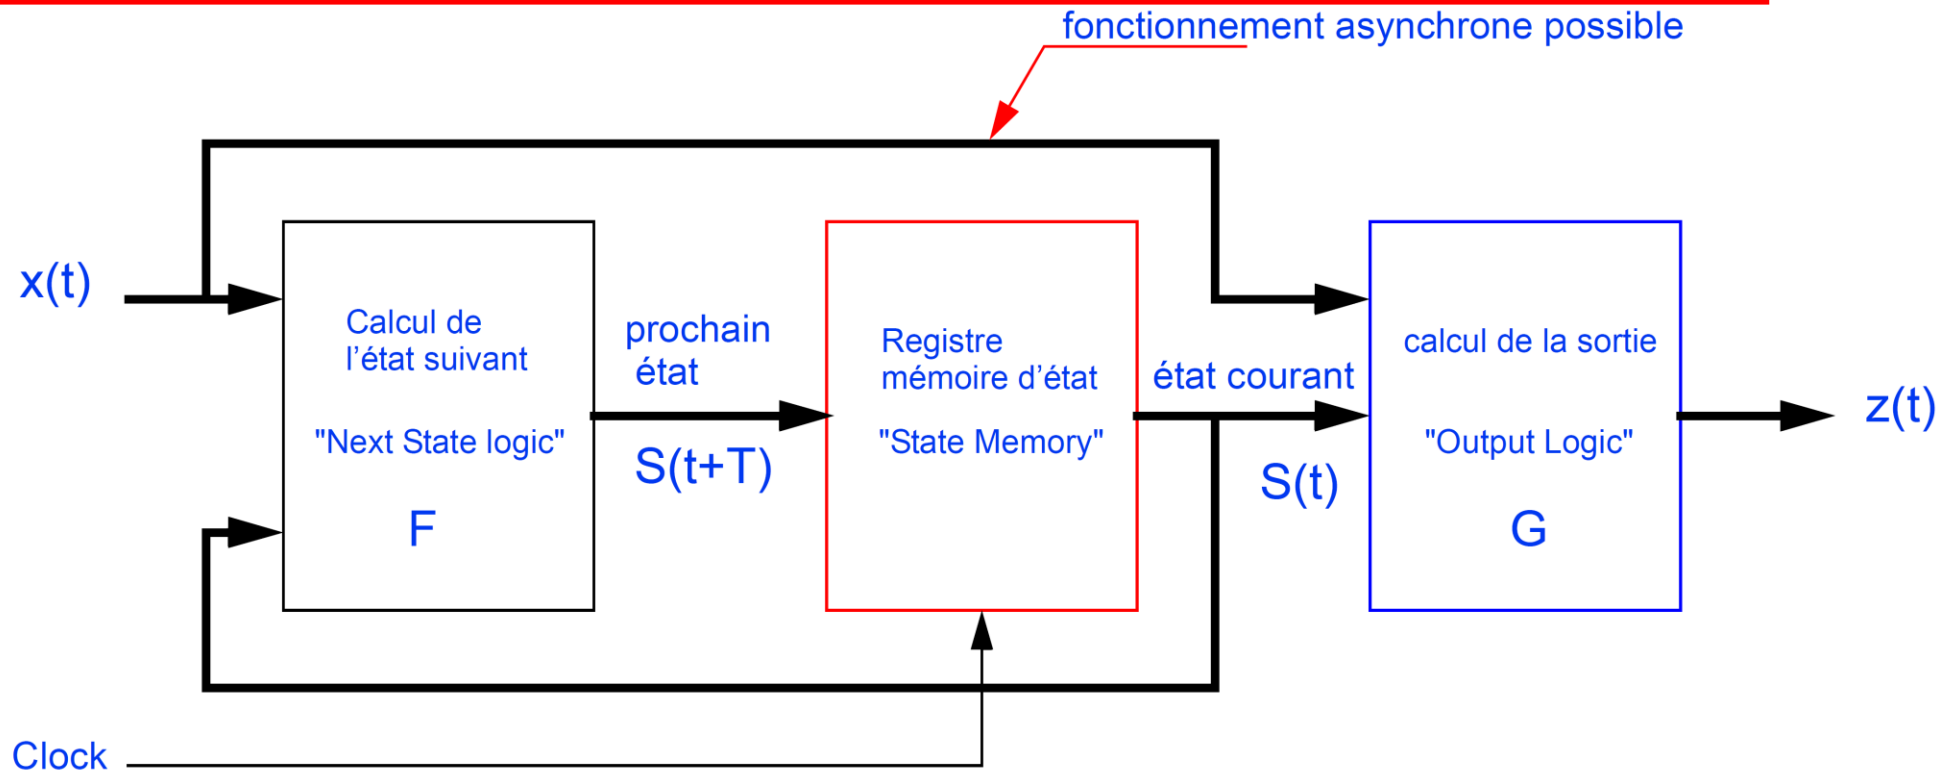 fonctionnement asynchrone possible
x(t)
Calcul de
l’état suivant
"Next State logic"
F
prochain
état
S(t+T)
Registre
mémoire d’état
"State Memory"
état courant
S(t)
calcul de la sortie
"Output Logic"
G
z(t)
Clock